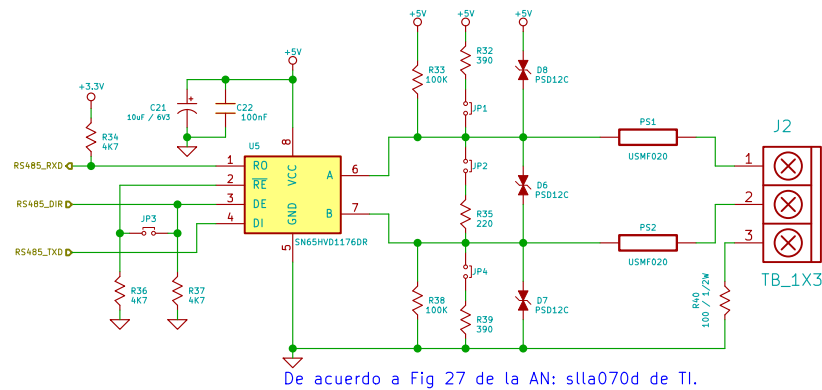 +5V
+5V
+5V
+5V
+3.3V
R33
100K
R32
390
D8
PSD12C
C21
10uF / 6V3
C22
100nF
JP1
R34
4K7
PS1
USMF020
J2
U5
RS485_RXD
1
RO
8
VCC
A
6
JP2
1
2
RE
RS485_DIR
3
DE
D6
PSD12C
2
4
DI
GND
B
7
R35
220
PS2
JP3
5
SN65HVD1176DR
3
RS485_TXD
USMF020
JP4
TB_1X3
R36
4K7
R37
4K7
R38
100K
R39
390
D7
PSD12C
R40
100 / 1/2W
De acuerdo a Fig 27 de la AN: slla070d de TI.